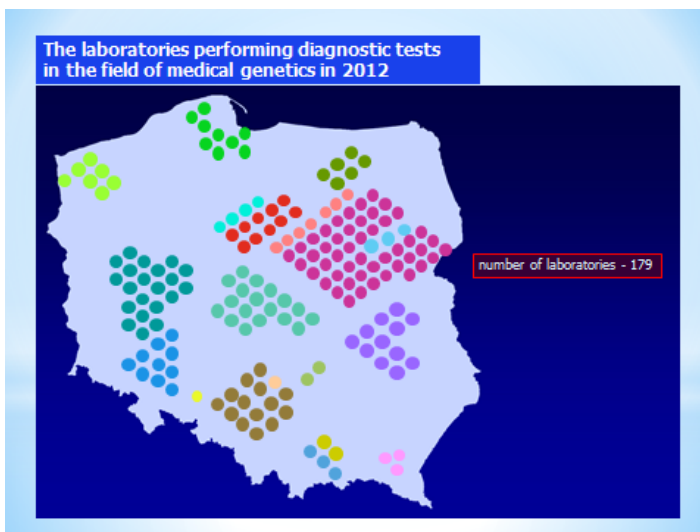 The laboratories performing diagnostic tests
in the field of medical genetics in 2012
number of laboratories - 179